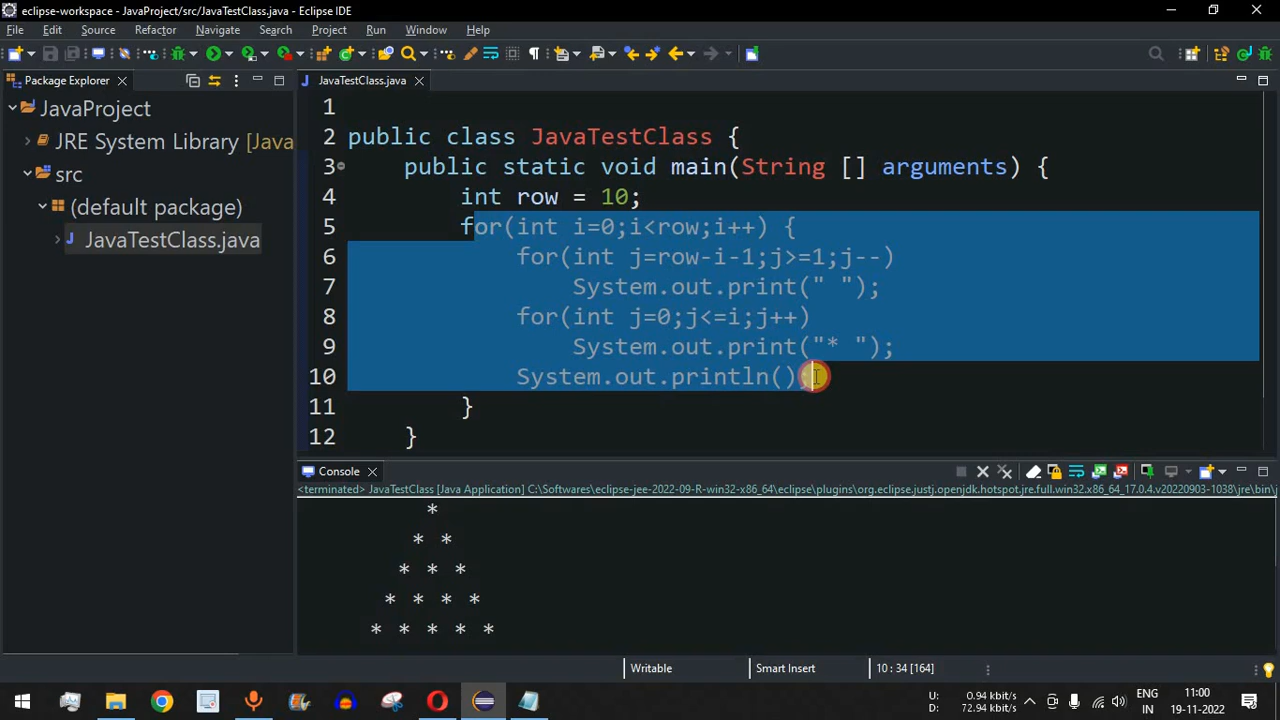 eclipse-workspace - JavaProject/src/JavaTestClass.java - Eclipse IDE
File Edit Source Refactor Navigate Search Project Run Window Help
Package Explorer
JavaTestClass.java
JavaProject
JRE System Library [Java
src
(default package)
JavaTestClass.java
1
2 public class JavaTestClass {
3 public static void main(String [] arguments) {
4 int row = 10;
5 for(int i=0;i<row;i++) {
6 for(int j=row-i-1;j>=1;j--)
7 System.out.print(" ");
8 for(int j=0;j<=i;j++)
9 System.out.print("* ");
10 System.out.println();
11 }
12 }
Console
<terminated> JavaTestClass [Java Application] C:\Softwares\eclipse-jee-2022-09-R-win32-x86_64\eclipse\plugins\org.eclipse.justj.openjdk.hotspot.jre.full.win32.x86_64_17.0.4.v20220903-1038\jre\bin\j
*
* *
* * *
* * * *
* * * * *
Writable Smart Insert 10 : 34 [164]
U: 0.94 kbit/s
D: 72.94 kbit/s
ENG
IN
11:00
19-11-2022